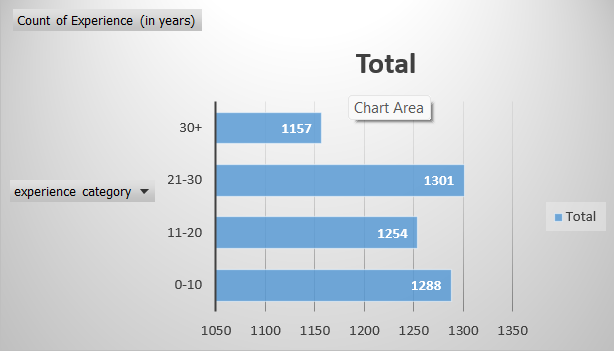 Count of Experience (in years)
Total
Chart Area
30+
1157
21-30
1301
experience category
11-20
1254
0-10
1288
Total
1050 1100 1150 1200 1250 1300 1350